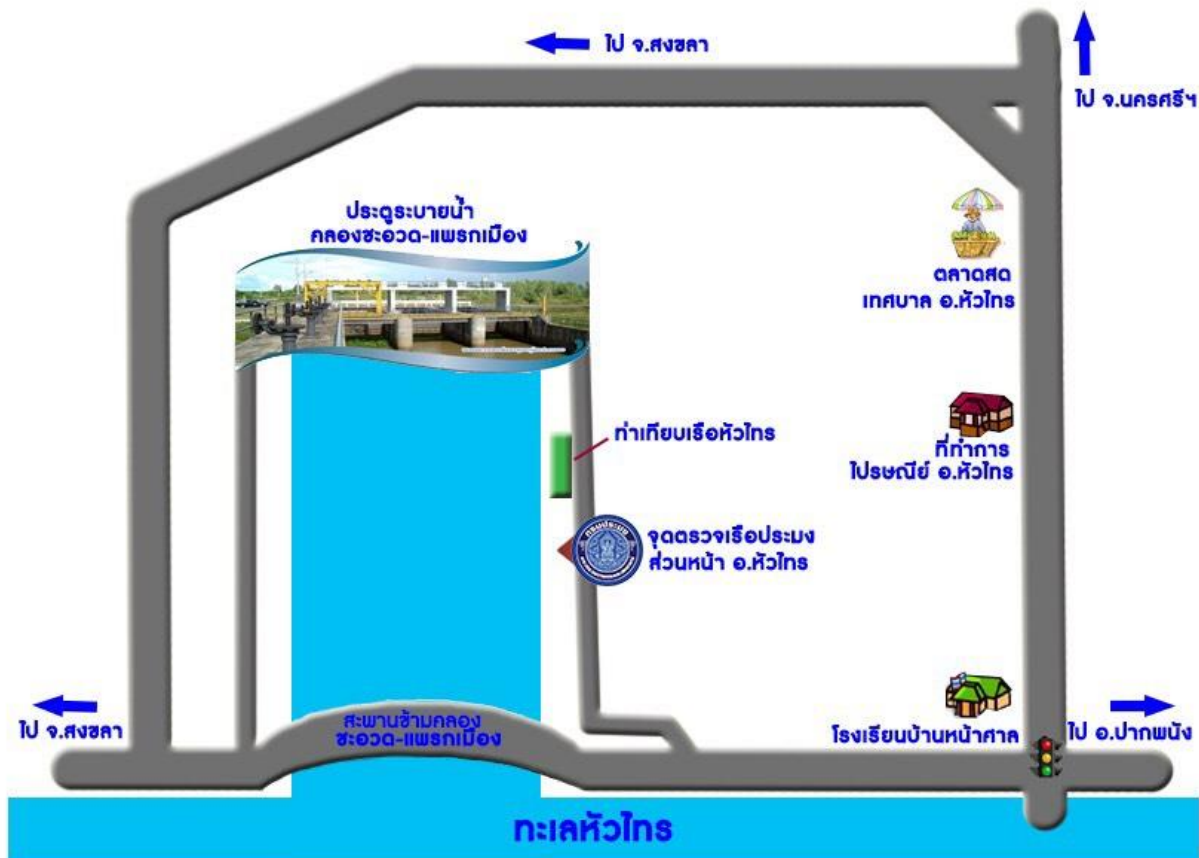 ไป จ.สงขลา
ไป จ.นครศรีฯ
ประตูระบายน้ำ
คลองชะอวด-แพรกเมือง
ตลาดสด
เทศบาล อ.หัวไทร
ท่าเทียบเรือหัวไทร
ที่ทำการ
ไปรษณีย์ อ.หัวไทร
กรมประมง
จุดตรวจเรือประมง
ส่วนหน้า อ.หัวไทร
ไป จ.สงขลา
สะพานข้ามคลอง
ชะอวด-แพรกเมือง
โรงเรียนบ้านหน้าศาล
ไป อ.ปากพนัง
ทะเลหัวไทร